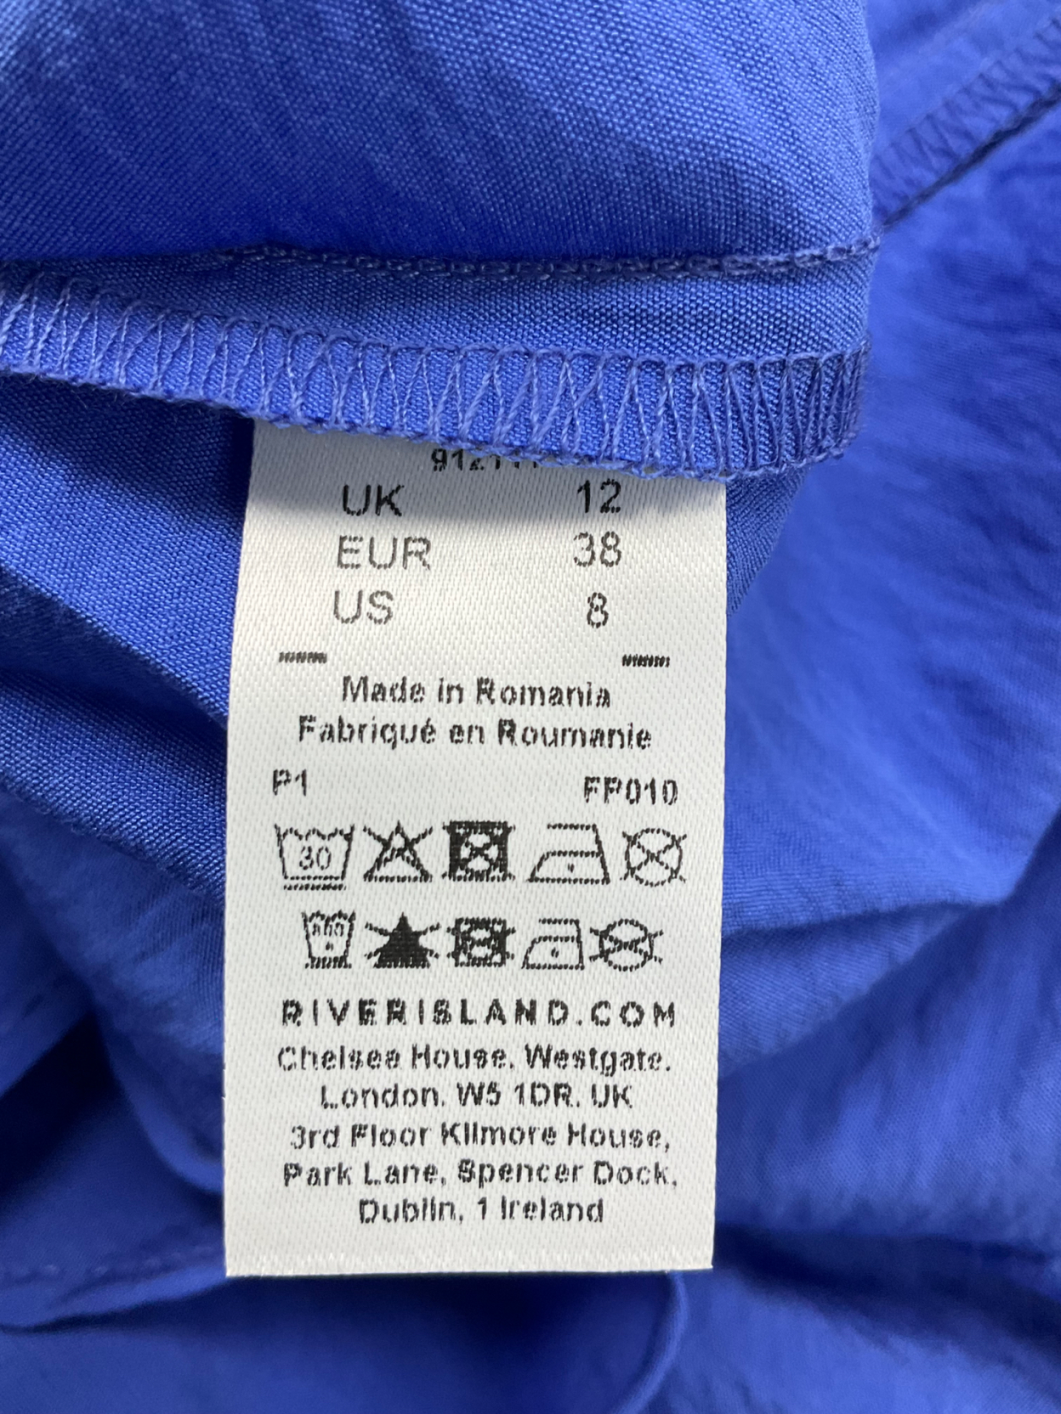 UK 12
EUR 38
US 8
Made in Romania
Fabriqué en Roumanie
P1 FP010
30
RIVERISLAND.COM
Chelsea House, Westgate,
London, W5 1DR, UK
3rd Floor Kilmore House,
Park Lane, Spencer Dock,
Dublin, 1 Ireland